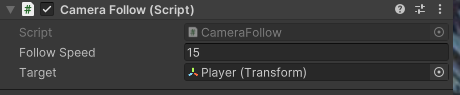 Camera Follow (Script)
Script CameraFollow
Follow Speed 15
Target Player (Transform)